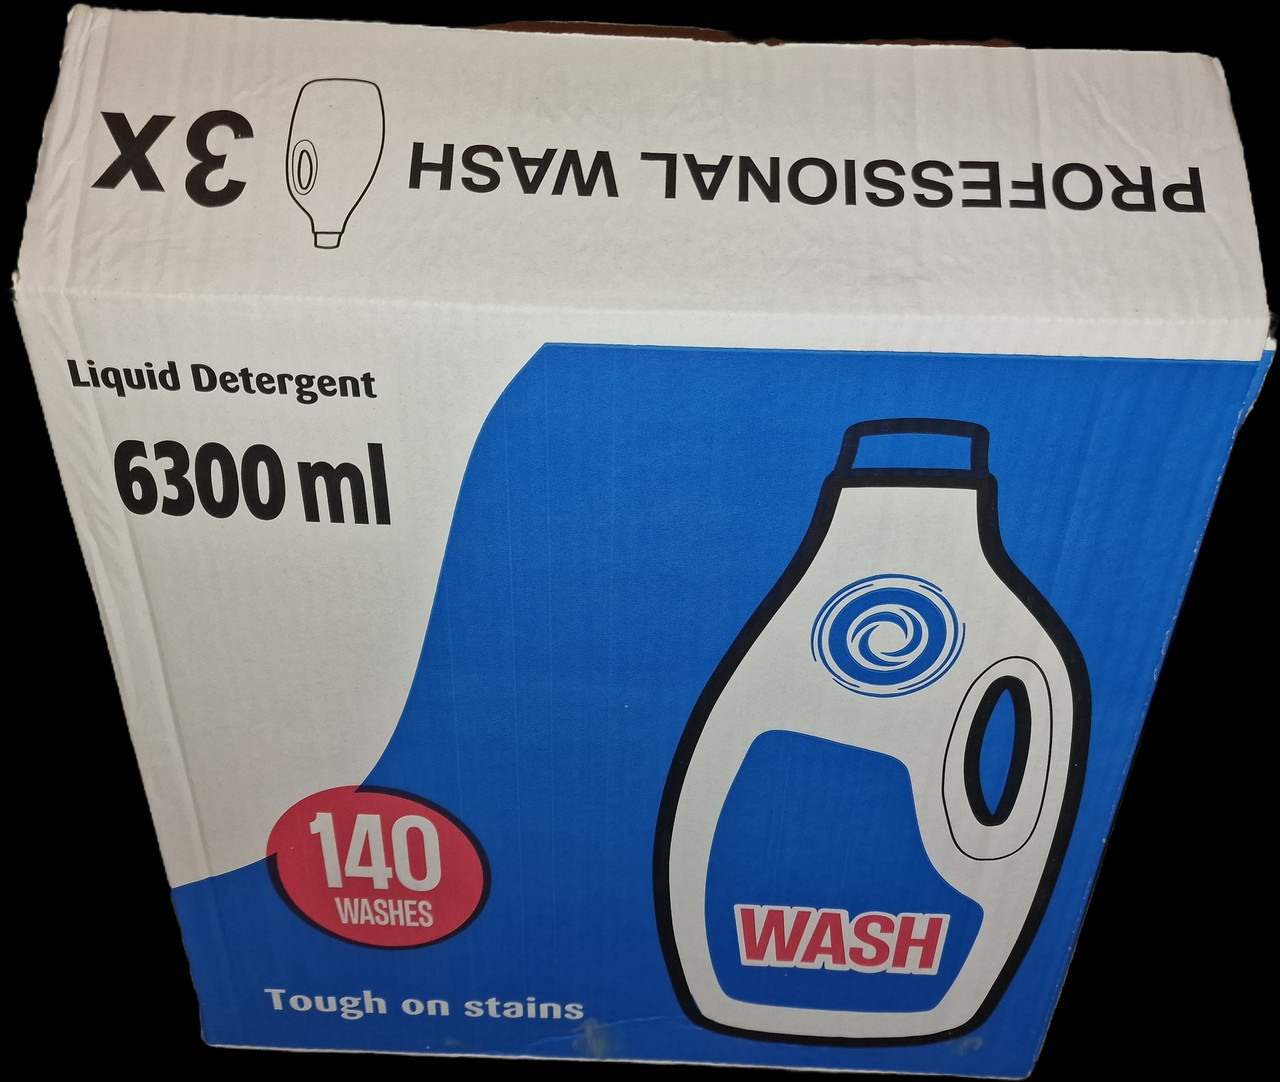 PROFESSIONAL WASH 3x
Liquid Detergent
6300 ml
140
WASHES
WASH
Tough on stains